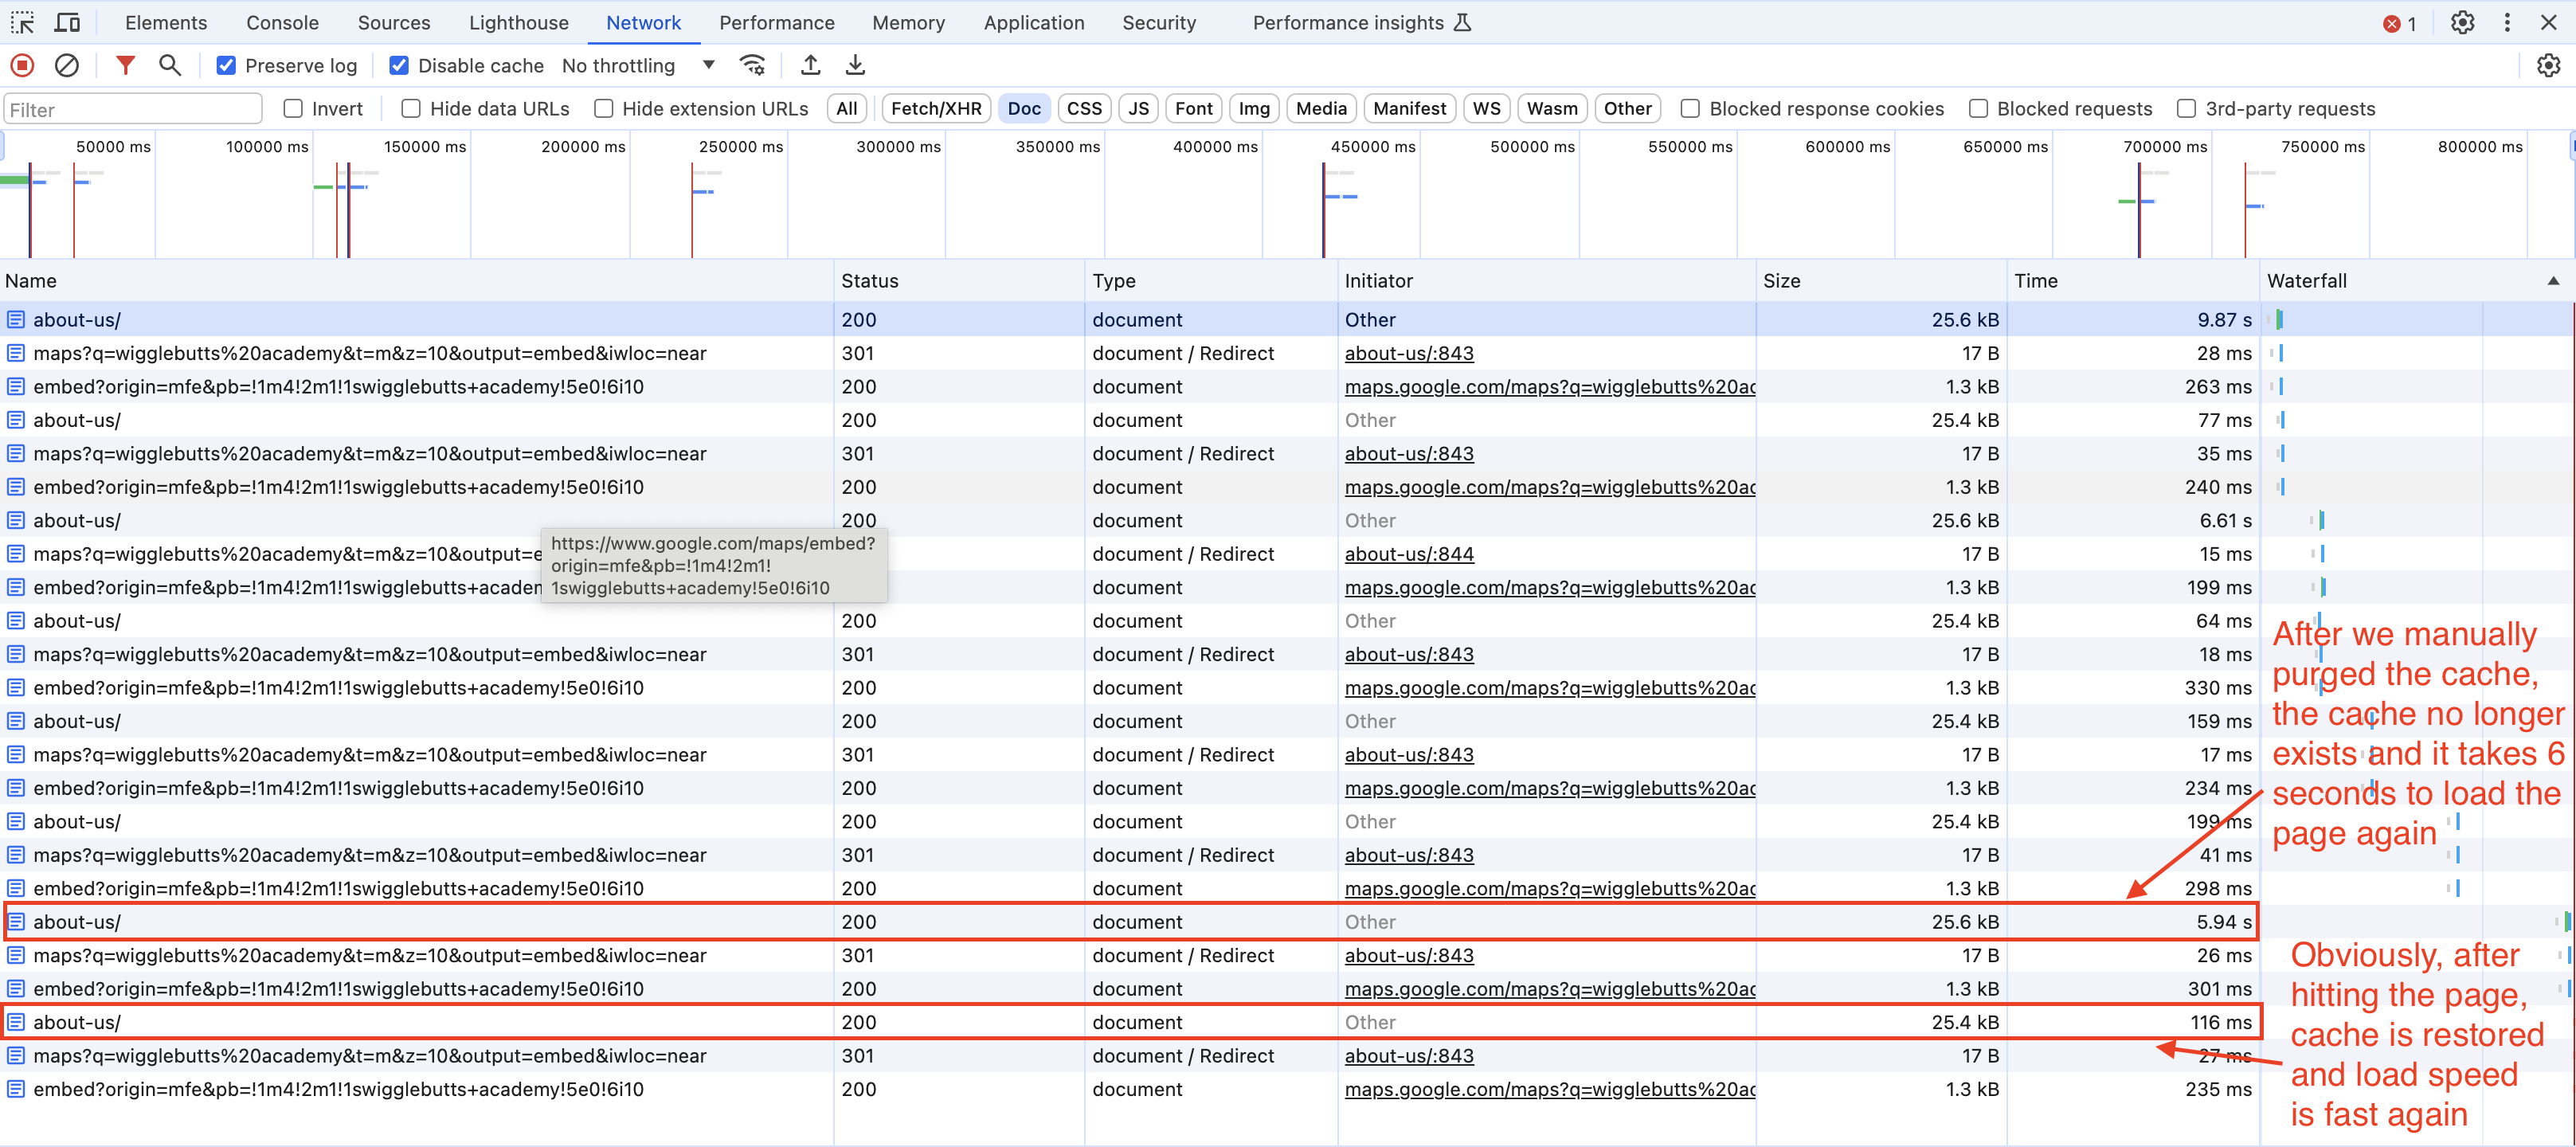 Elements Console Sources Lighthouse Network Performance Memory Application Security Performance insights 1
Preserve log Disable cache No throttling
Filter Invert Hide data URLs Hide extension URLs All Fetch/XHR Doc CSS JS Font Img Media Manifest WS Wasm Other Blocked response cookies Blocked requests 3rd-party requests
50000 ms 100000 ms 150000 ms 200000 ms 250000 ms 300000 ms 350000 ms 400000 ms 450000 ms 500000 ms 550000 ms 600000 ms 650000 ms 700000 ms 750000 ms 800000 ms
Name Status Type Initiator Size Time Waterfall
about-us/ 200 document Other 25.6 kB 9.87 s
maps?q=wigglebutts%20academy&t=m&z=10&output=embed&iwloc=near 301 document / Redirect about-us/:843 17 B 28 ms
embed?origin=mfe&pb=!1m4!2m1!1swigglebutts+academy!5e0!6i10 200 document maps.google.com/maps?q=wigglebutts%20ac 1.3 kB 263 ms
about-us/ 200 document Other 25.4 kB 77 ms
maps?q=wigglebutts%20academy&t=m&z=10&output=embed&iwloc=near 301 document / Redirect about-us/:843 17 B 35 ms
embed?origin=mfe&pb=!1m4!2m1!1swigglebutts+academy!5e0!6i10 200 document maps.google.com/maps?q=wigglebutts%20ac 1.3 kB 240 ms
about-us/ 200 document Other 25.6 kB 6.61 s
maps?q=wigglebutts%20academy&t=m&z=10&output=e document / Redirect about-us/:844 17 B 15 ms
embed?origin=mfe&pb=!1m4!2m1!1swigglebutts+academ document maps.google.com/maps?q=wigglebutts%20ac 1.3 kB 199 ms
https://www.google.com/maps/embed?
origin=mfe&pb=!1m4!2m1!
1swigglebutts+academy!5e0!6i10
about-us/ 200 document Other 25.4 kB 64 ms
maps?q=wigglebutts%20academy&t=m&z=10&output=embed&iwloc=near 301 document / Redirect about-us/:843 17 B 18 ms
embed?origin=mfe&pb=!1m4!2m1!1swigglebutts+academy!5e0!6i10 200 document maps.google.com/maps?q=wigglebutts%20ac 1.3 kB 330 ms
about-us/ 200 document Other 25.4 kB 159 ms
maps?q=wigglebutts%20academy&t=m&z=10&output=embed&iwloc=near 301 document / Redirect about-us/:843 17 B 17 ms
embed?origin=mfe&pb=!1m4!2m1!1swigglebutts+academy!5e0!6i10 200 document maps.google.com/maps?q=wigglebutts%20ac 1.3 kB 234 ms
about-us/ 200 document Other 25.4 kB 199 ms
maps?q=wigglebutts%20academy&t=m&z=10&output=embed&iwloc=near 301 document / Redirect about-us/:843 17 B 41 ms
embed?origin=mfe&pb=!1m4!2m1!1swigglebutts+academy!5e0!6i10 200 document maps.google.com/maps?q=wigglebutts%20ac 1.3 kB 298 ms
about-us/ 200 document Other 25.6 kB 5.94 s
maps?q=wigglebutts%20academy&t=m&z=10&output=embed&iwloc=near 301 document / Redirect about-us/:843 17 B 26 ms
embed?origin=mfe&pb=!1m4!2m1!1swigglebutts+academy!5e0!6i10 200 document maps.google.com/maps?q=wigglebutts%20ac 1.3 kB 301 ms
about-us/ 200 document Other 25.4 kB 116 ms
maps?q=wigglebutts%20academy&t=m&z=10&output=embed&iwloc=near 301 document / Redirect about-us/:843 17 B 27 ms
embed?origin=mfe&pb=!1m4!2m1!1swigglebutts+academy!5e0!6i10 200 document maps.google.com/maps?q=wigglebutts%20ac 1.3 kB 235 ms
After we manually
purged the cache,
the cache no longer
exists and it takes 6
seconds to load the
page again
Obviously, after
hitting the page,
cache is restored
and load speed
is fast again